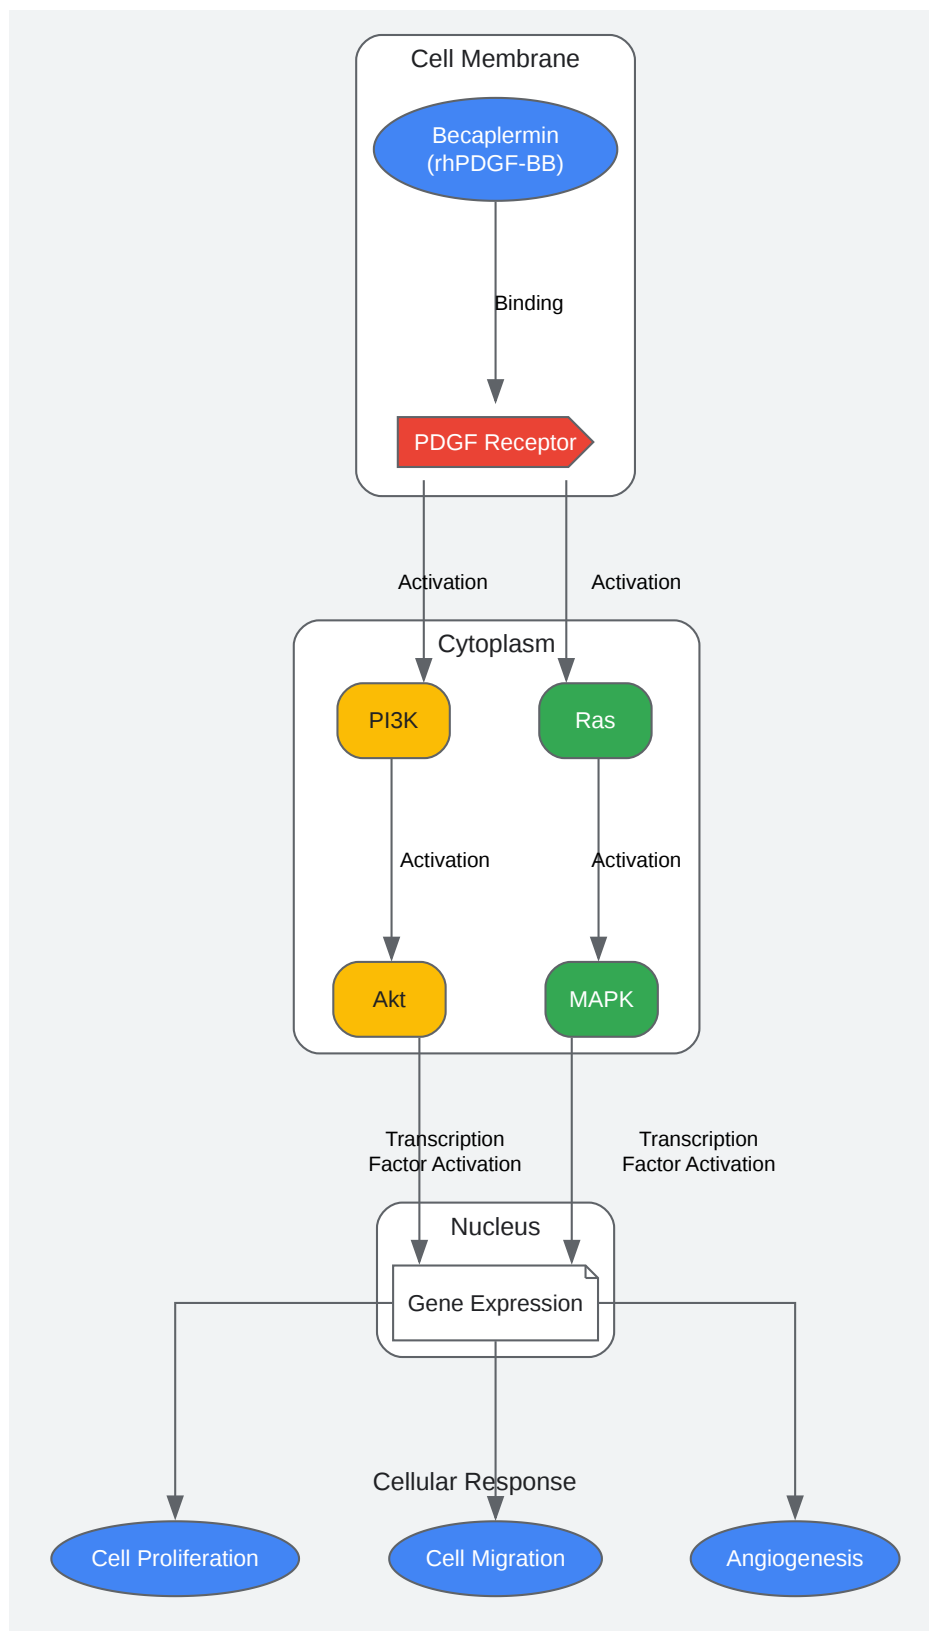 Cell Membrane
Becaplermin
(rhPDGF-BB)
Binding
PDGF Receptor
Activation
Activation
Cytoplasm
PI3K
Ras
Activation
Activation
Akt
MAPK
Transcription
Factor Activation
Transcription
Factor Activation
Nucleus
Gene Expression
Cellular Response
Cell Proliferation
Cell Migration
Angiogenesis